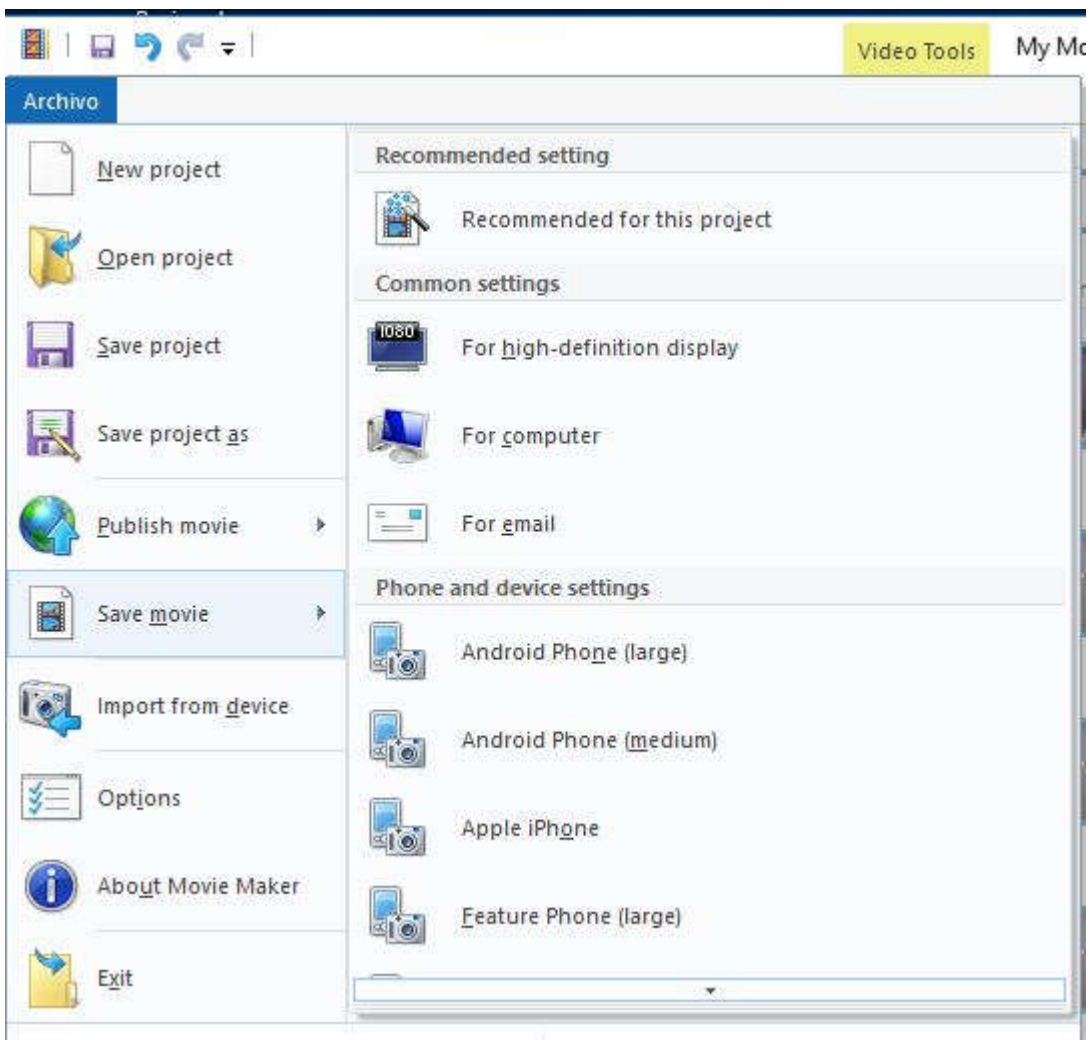 Video Tools
My Mo
Archivo
New project
Open project
Save project
Save project as
Publish movie
Save movie
Import from device
Options
About Movie Maker
Exit
Recommended setting
Recommended for this project
Common settings
1080
For high-definition display
For computer
For email
Phone and device settings
Android Phone (large)
Android Phone (medium)
Apple iPhone
Feature Phone (large)